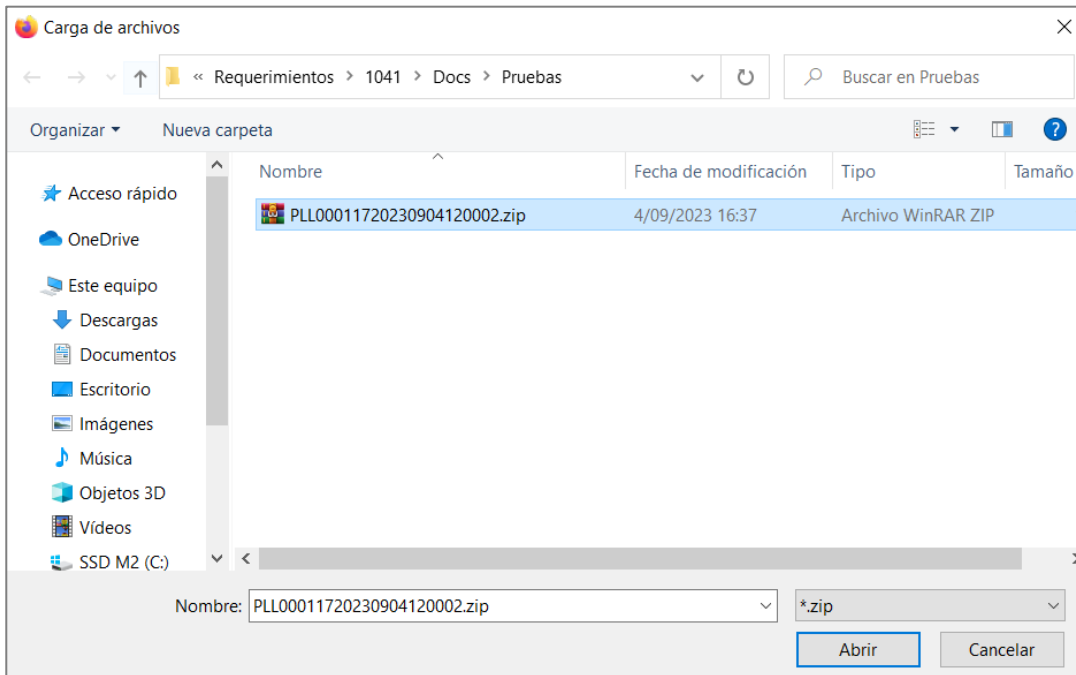 Carga de archivos
« Requerimientos > 1041 > Docs > Pruebas
Buscar en Pruebas
Organizar
Nueva carpeta
?
Nombre
Fecha de modificación
Tipo
Tamaño
Acceso rápido
PLL00011720230904120002.zip
4/09/2023 16:37
Archivo WinRAR ZIP
OneDrive
Este equipo
Descargas
Documentos
Escritorio
Imágenes
Música
Objetos 3D
Vídeos
SSD M2 (C:)
Nombre: PLL00011720230904120002.zip
*.zip
Abrir
Cancelar